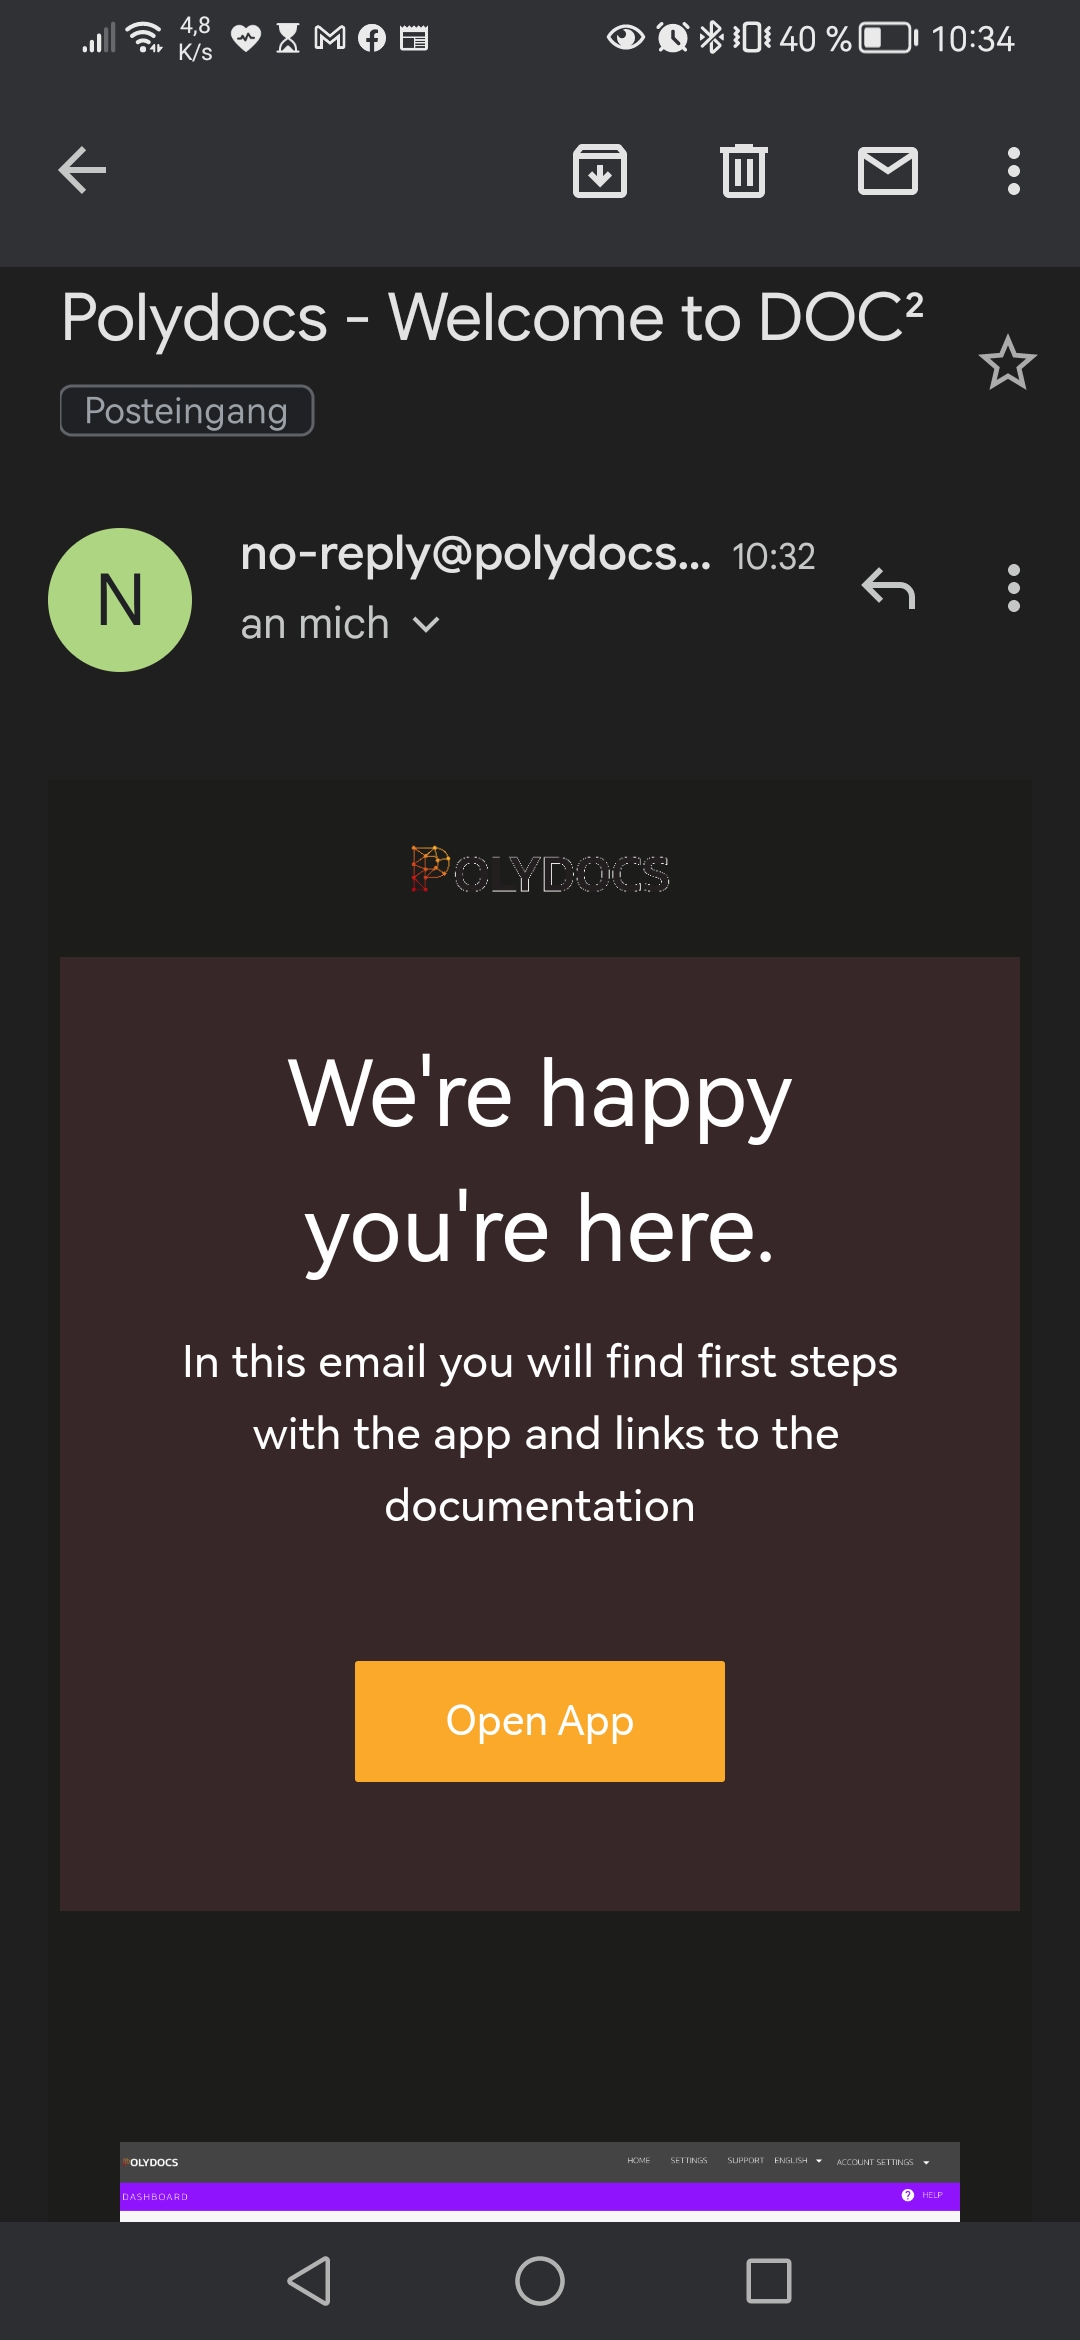 4,8
K/s
40 %
10:34
Polydocs - Welcome to DOC²
Posteingang
N
no-reply@polydocs... 10:32
an mich
POLYDOCS
We're happy
you're here.
In this email you will find first steps
with the app and links to the
documentation
Open App
POLYDOCS HOME SETTINGS SUPPORT ENGLISH ACCOUNT SETTINGS
DASHBOARD ? HELP